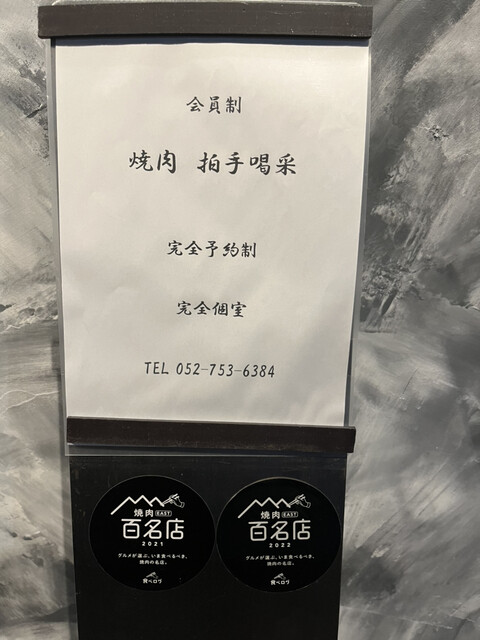 会員制
焼肉 拍手喝采
完全予約制
完全個室
TEL 052-753-6384
焼肉 EAST
百名店
2021
グルメが選ぶ、いま食べるべき、
焼肉の名店。
食べログ
焼肉 EAST
百名店
2022
グルメが選ぶ、いま食べるべき、
焼肉の名店。
食べログ